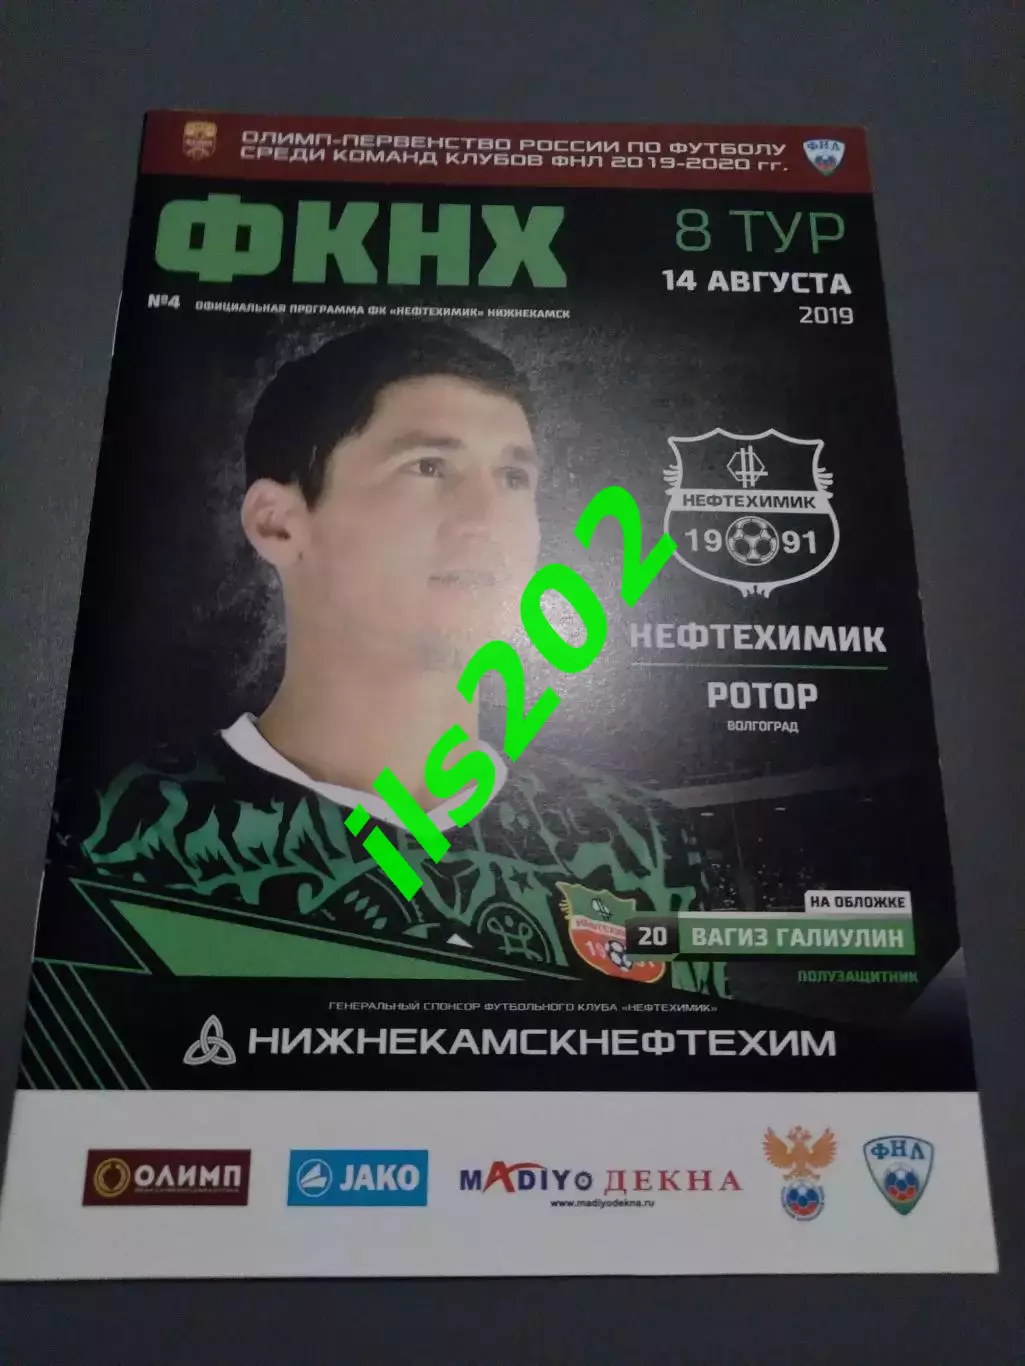 ОЛИМП-ПЕРВЕНСТВО РОССИИ ПО ФУТБОЛУ
СРЕДИ КОМАНД КЛУБОВ ФНЛ 2019-2020 ГГ.
ФНЛ
ФКНХ
8 ТУР
14 АВГУСТА
2019
№4 ОФИЦИАЛЬНАЯ ПРОГРАММА ФК «НЕФТЕХИМИК» НИЖНЕКАМСК
НЕФТЕХИМИК
1991
НЕФТЕХИМИК
РОТОР
ВОЛГОГРАД
ils202
НА ОБЛОЖКЕ
20 ВАГИЗ ГАЛИУЛИН
ПОЛУЗАЩИТНИК
НЕФТЕХИМИК
ГЕНЕРАЛЬНЫЙ СПОНСОР ФУТБОЛЬНОГО КЛУБА «НЕФТЕХИМИК»
НИЖНЕКАМСКНЕФТЕХИМ
ОЛИМП
JAKO
MADIYO ДЕКНА
www.madiyodekna.ru
ФНЛ